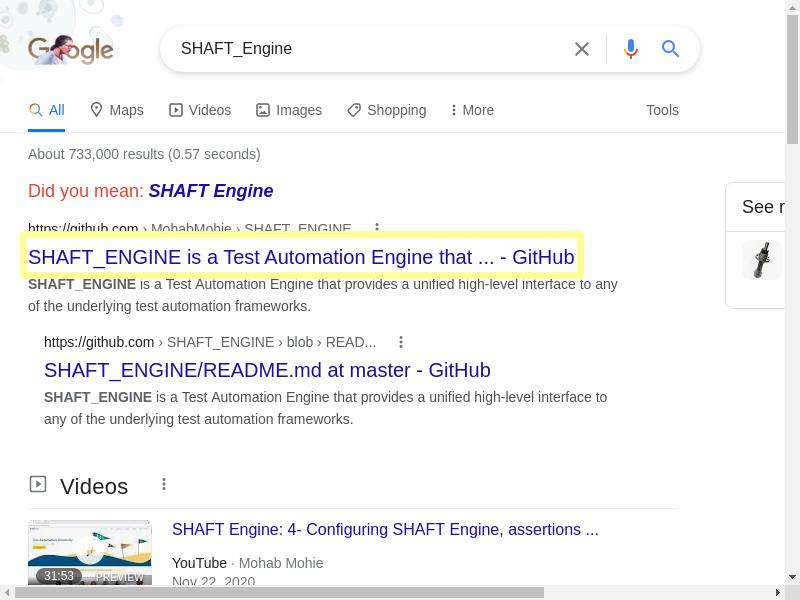 Google
SHAFT_Engine
All
Maps
Videos
Images
Shopping
More
Tools
About 733,000 results (0.57 seconds)
Did you mean: SHAFT Engine
https://github.com › MohabMohie › SHAFT_ENGINE
SHAFT_ENGINE is a Test Automation Engine that ... - GitHub
SHAFT_ENGINE is a Test Automation Engine that provides a unified high-level interface to any
of the underlying test automation frameworks.
https://github.com › SHAFT_ENGINE › blob › READ...
SHAFT_ENGINE/README.md at master - GitHub
SHAFT_ENGINE is a Test Automation Engine that provides a unified high-level interface to
any of the underlying test automation frameworks.
See r
Videos
SHAFT Engine: 4- Configuring SHAFT Engine, assertions ...
YouTube · Mohab Mohie
Nov 22, 2020
31:53
PREVIEW